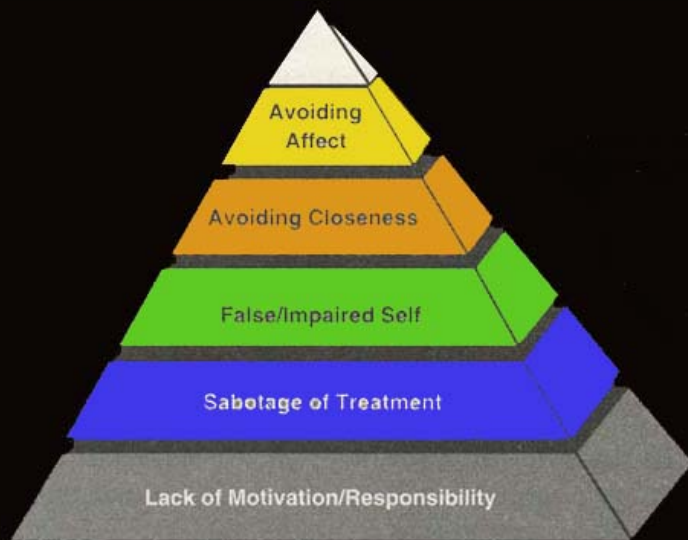 Avoiding
Affect
Avoiding Closeness
False/Impaired Self
Sabotage of Treatment
Lack of Motivation/Responsibility